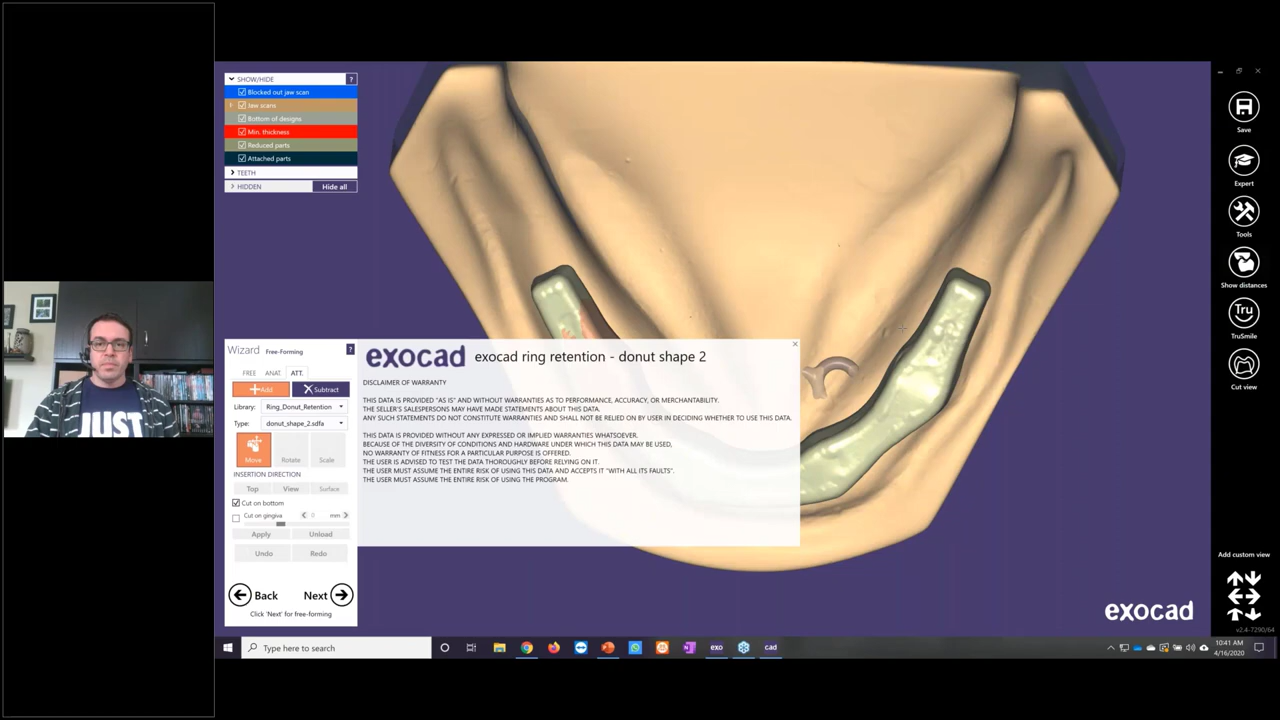 SHOW/HIDE ?
Blocked out jaw scan
Jaw scans
Bottom of designs
Min. thickness
Reduced parts
Attached parts
TEETH
HIDDEN Hide all
Save
Expert
Tools
Show distances
Tru
TruSmile
Cut view
JUST
Wizard Free-Forming ?
FREE ANAT. ATT.
Add Subtract
Library: Ring_Donut_Retention
Type: donut_shape_2.sdfa
Move Rotate Scale
INSERTION DIRECTION
Top View Surface
Cut on bottom
Cut on gingiva 0 mm
Apply Unload
Undo Redo
Back Next
Click 'Next' for free-forming
exocad exocad ring retention - donut shape 2
DISCLAIMER OF WARRANTY
THIS DATA IS PROVIDED "AS IS" AND WITHOUT WARRANTIES AS TO PERFORMANCE, ACCURACY, OR MERCHANTABILITY.
THE SELLER'S SALESPERSONS MAY HAVE MADE STATEMENTS ABOUT THIS DATA.
ANY SUCH STATEMENTS DO NOT CONSTITUTE WARRANTIES AND SHALL NOT BE RELIED ON BY USER IN DECIDING WHETHER TO USE THIS DATA.
THIS DATA IS PROVIDED WITHOUT ANY EXPRESSED OR IMPLIED WARRANTIES WHATSOEVER.
BECAUSE OF THE DIVERSITY OF CONDITIONS AND HARDWARE UNDER WHICH THIS DATA MAY BE USED,
NO WARRANTY OF FITNESS FOR A PARTICULAR PURPOSE IS OFFERED.
THE USER IS ADVISED TO TEST THE DATA THOROUGHLY BEFORE RELYING ON IT.
THE USER MUST ASSUME THE ENTIRE RISK OF USING THIS DATA AND ACCEPTS IT "WITH ALL ITS FAULTS".
THE USER MUST ASSUME THE ENTIRE RISK OF USING THE PROGRAM.
Add custom view
exocad
v2.4-7290/64
Type here to search
exo
cad
10:41 AM
4/16/2020